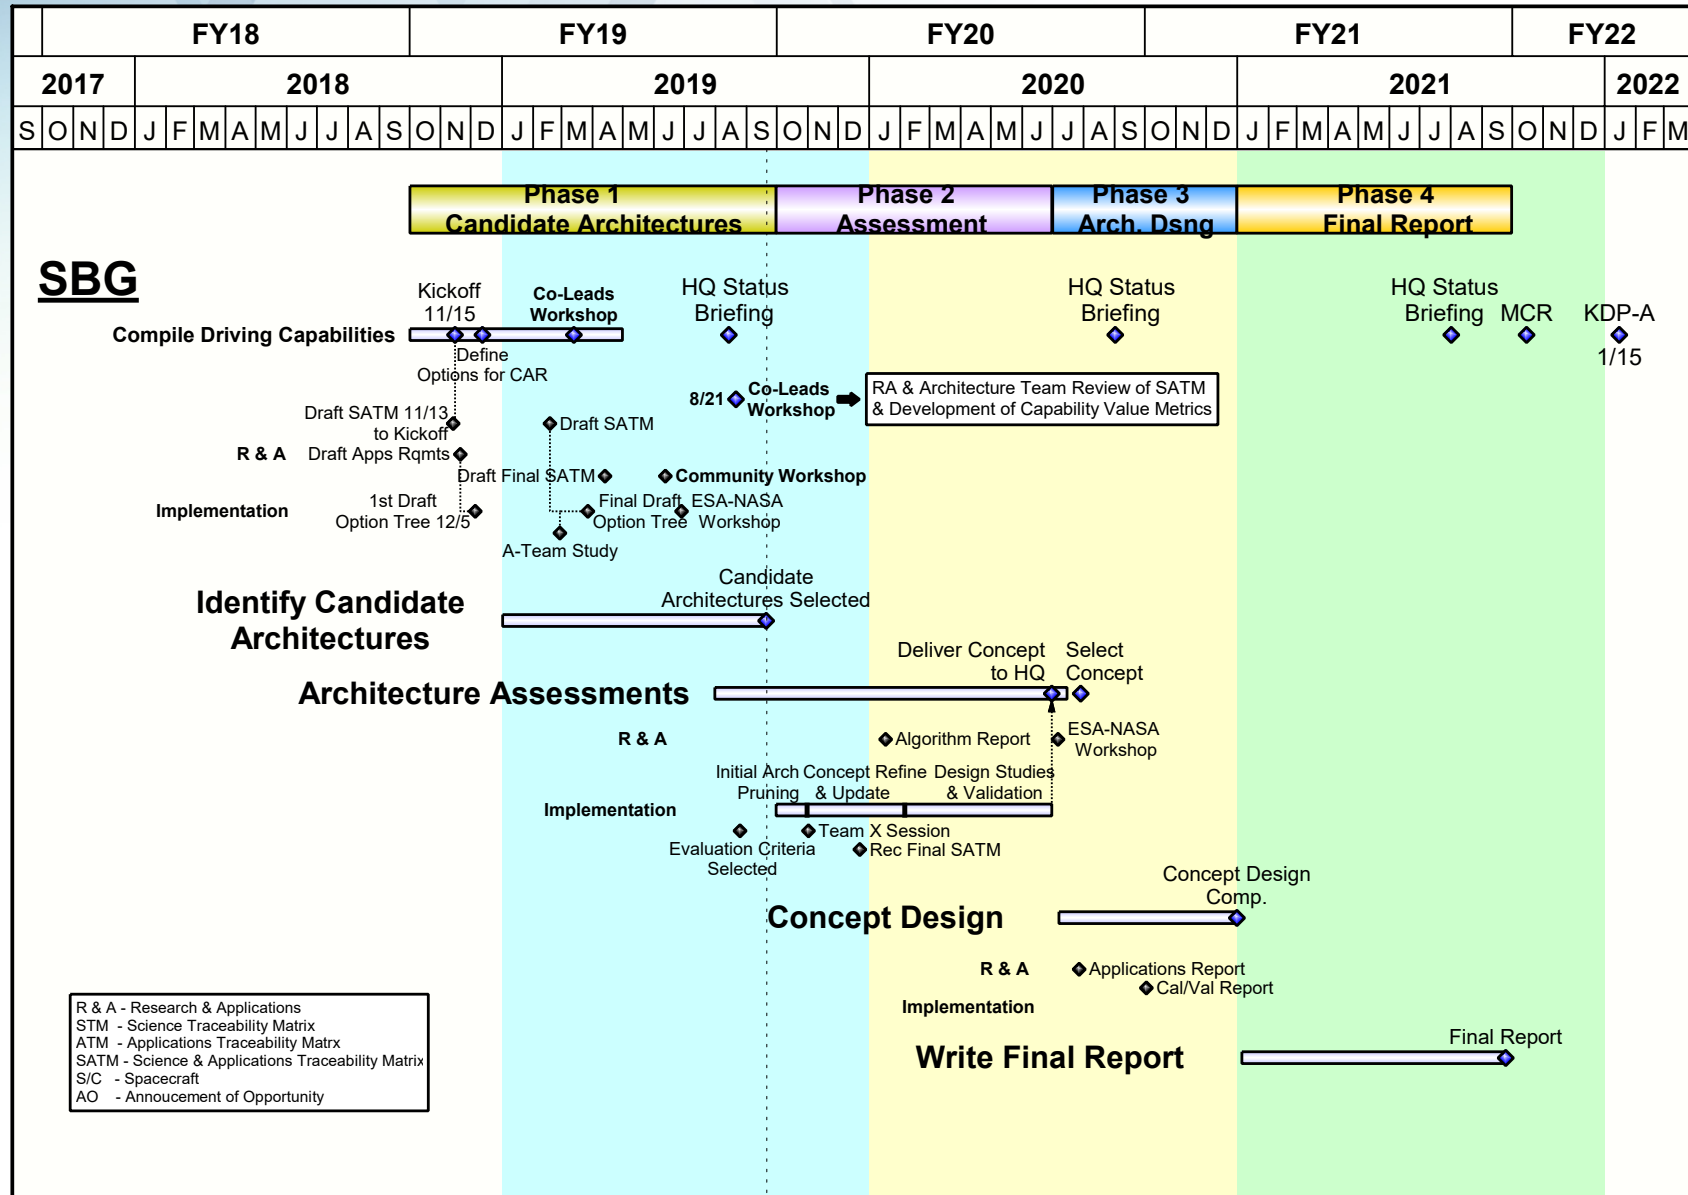 FY18 FY19 FY20 FY21 FY22
2017 2018 2019 2020 2021 2022
S O N D J F M A M J J A S O N D J F M A M J J A S O N D J F M A M J J A S O N D J F M A M J J A S O N D J F M
Phase 1
Candidate Architectures
Phase 2
Assessment
Phase 3
Arch. Dsng
Phase 4
Final Report
SBG
Kickoff
11/15
Co-Leads
Workshop
HQ Status
Briefing
HQ Status
Briefing
HQ Status
Briefing
MCR
KDP-A
1/15
Compile Driving Capabilities
Define
Options for CAR
8/21
Co-Leads
Workshop
RA & Architecture Team Review of SATM
& Development of Capability Value Metrics
Draft SATM 11/13
to Kickoff
Draft SATM
R & A
Draft Apps Rqmts
Draft Final SATM
Community Workshop
Implementation
1st Draft
Option Tree 12/5
Final Draft
Option Tree
ESA-NASA
Workshop
A-Team Study
Identify Candidate
Architectures
Candidate
Architectures Selected
Architecture Assessments
Deliver Concept
to HQ
Select
Concept
R & A
Algorithm Report
ESA-NASA
Workshop
Initial Arch
Pruning
Concept Refine
& Update
Design Studies
& Validation
Implementation
Evaluation Criteria
Selected
Team X Session
Rec Final SATM
Concept Design
Concept Design
Comp.
R & A
Applications Report
Cal/Val Report
Implementation
Write Final Report
Final Report
R & A - Research & Applications
STM - Science Traceability Matrix
ATM - Applications Traceability Matrx
SATM - Science & Applications Traceability Matrix
S/C - Spacecraft
AO - Annoucement of Opportunity